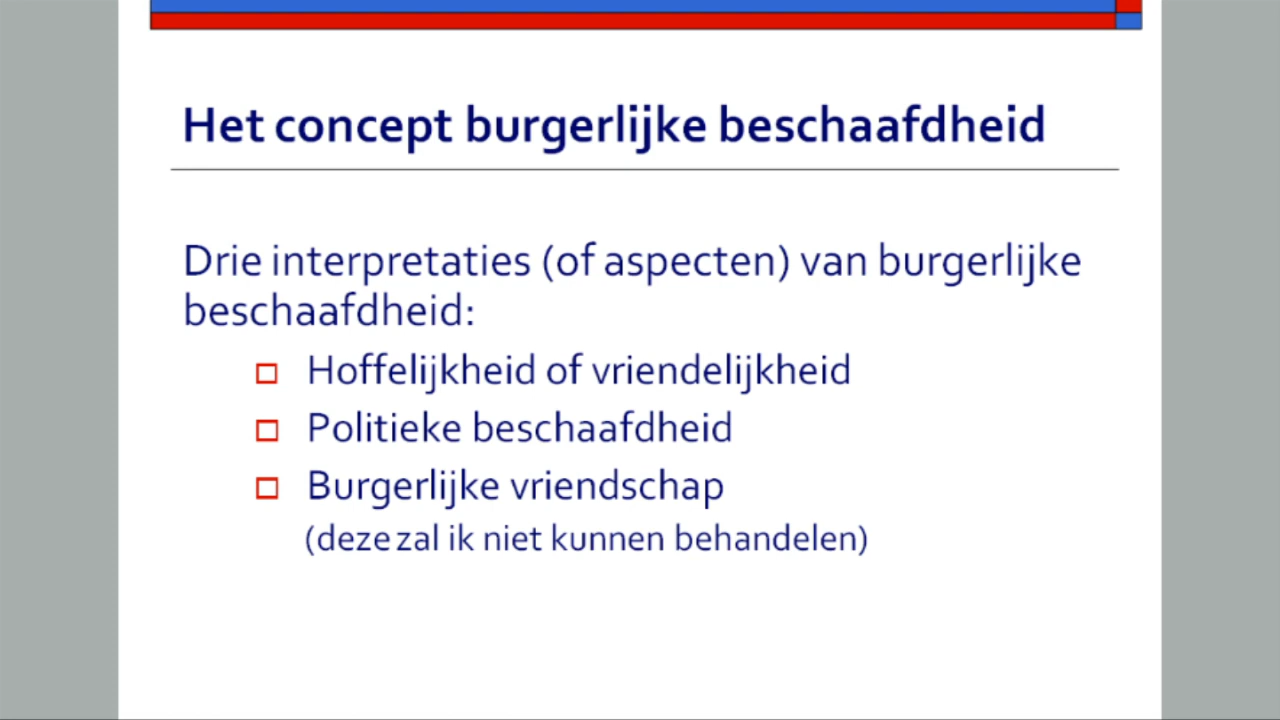 Het concept burgerlijke beschaafdheid
Drie interpretaties (of aspecten) van burgerlijke
beschaafdheid:
Hoffelijkheid of vriendelijkheid
Politieke beschaafdheid
Burgerlijke vriendschap
(deze zal ik niet kunnen behandelen)